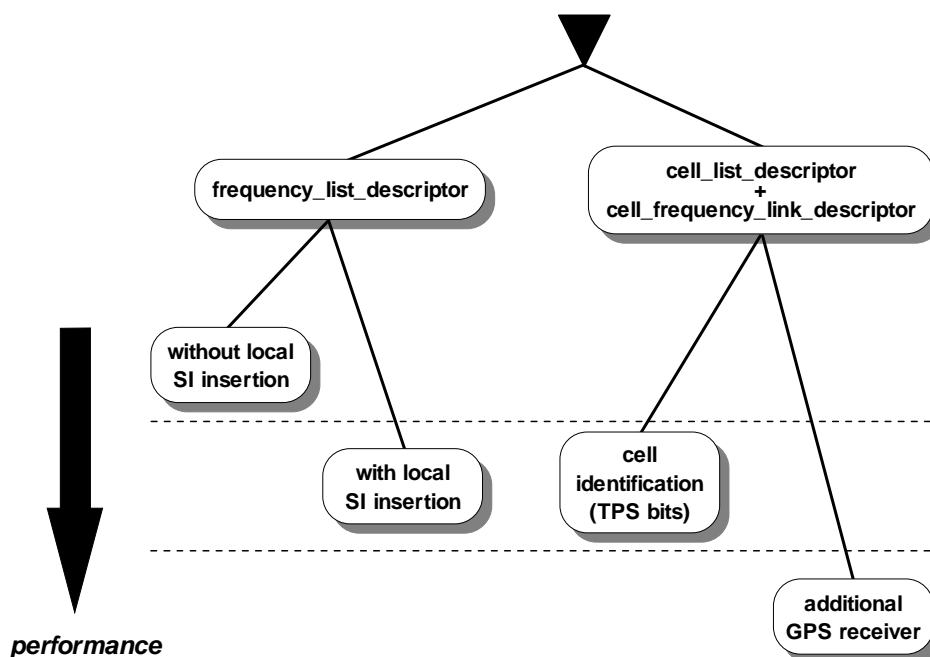 frequency_list_descriptor
cell_list_descriptor
+
cell_frequency_link_descriptor
without local
SI insertion
with local
SI insertion
cell
identification
(TPS bits)
additional
GPS receiver
performance